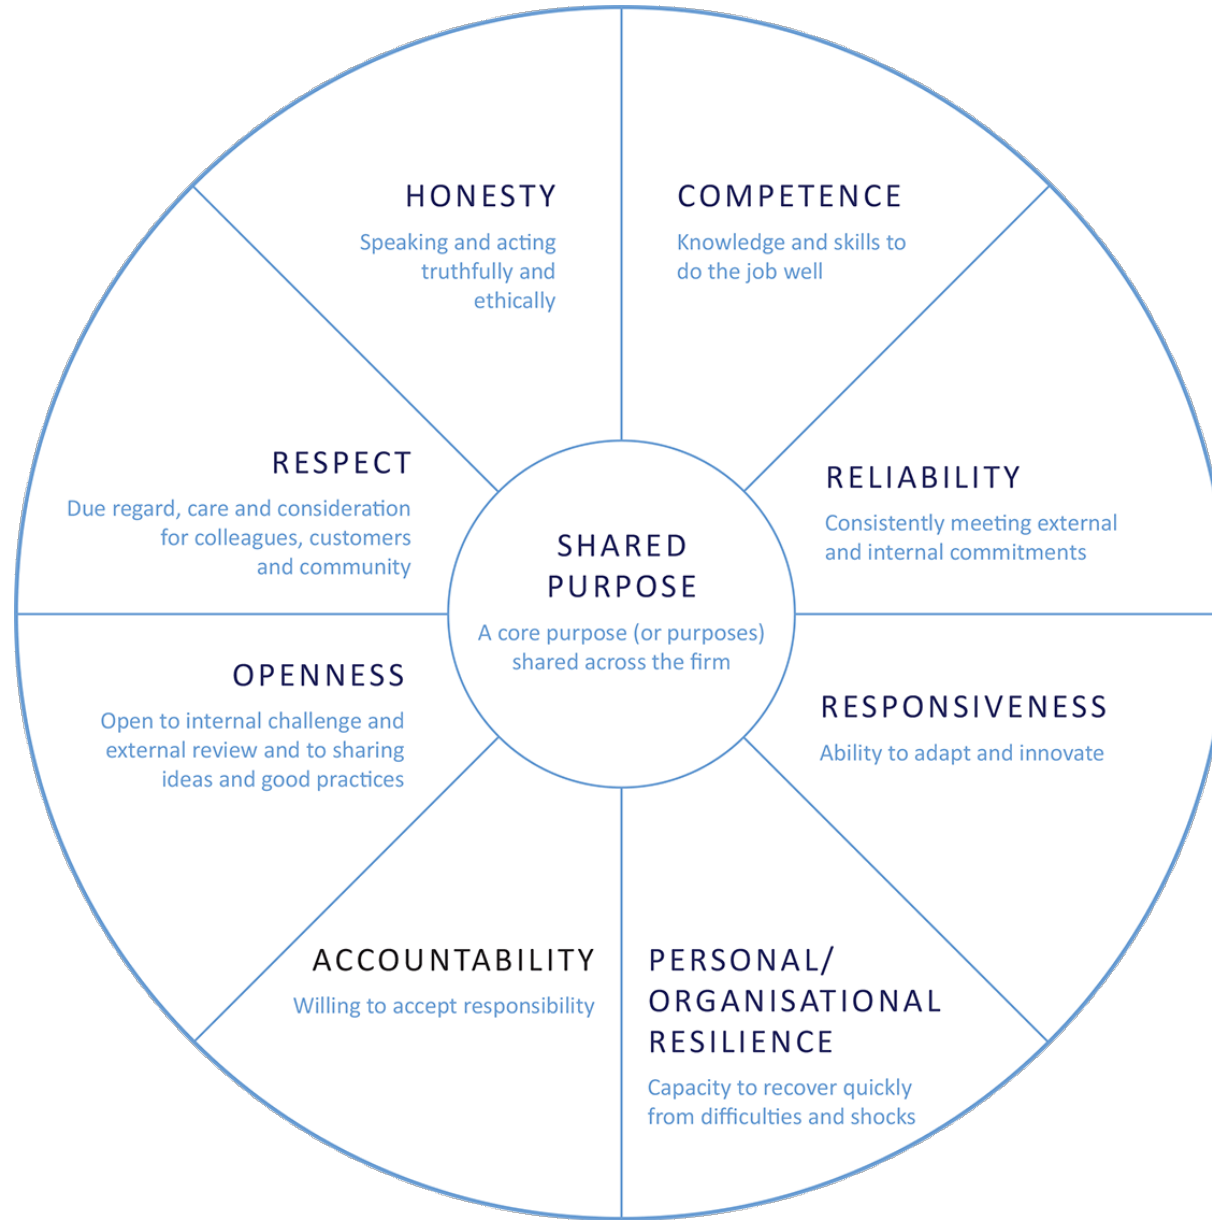 HONESTY
Speaking and acting
truthfully and
ethically
COMPETENCE
Knowledge and skills to
do the job well
RESPECT
Due regard, care and consideration
for colleagues, customers
and community
RELIABILITY
Consistently meeting external
and internal commitments
SHARED
PURPOSE
A core purpose (or purposes)
shared across the firm
OPENNESS
Open to internal challenge and
external review and to sharing
ideas and good practices
RESPONSIVENESS
Ability to adapt and innovate
ACCOUNTABILITY
Willing to accept responsibility
PERSONAL/
ORGANISATIONAL
RESILIENCE
Capacity to recover quickly
from difficulties and shocks